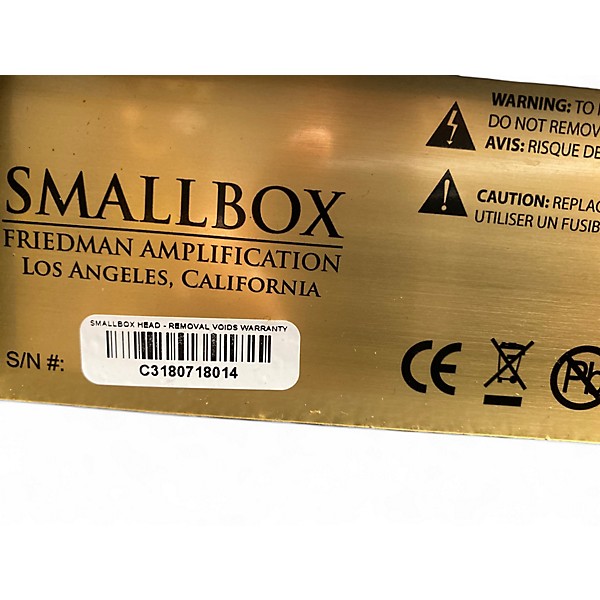 WARNING: TO
DO NOT REMOV
AVIS: RISQUE DE
SMALLBOX
CAUTION: REPLAC
UTILISER UN FUSIB
FRIEDMAN AMPLIFICATION
LOS ANGELES, CALIFORNIA
SMALLBOX HEAD - REMOVAL VOIDS WARRANTY
S/N #:
C3180718014
CE
Pb